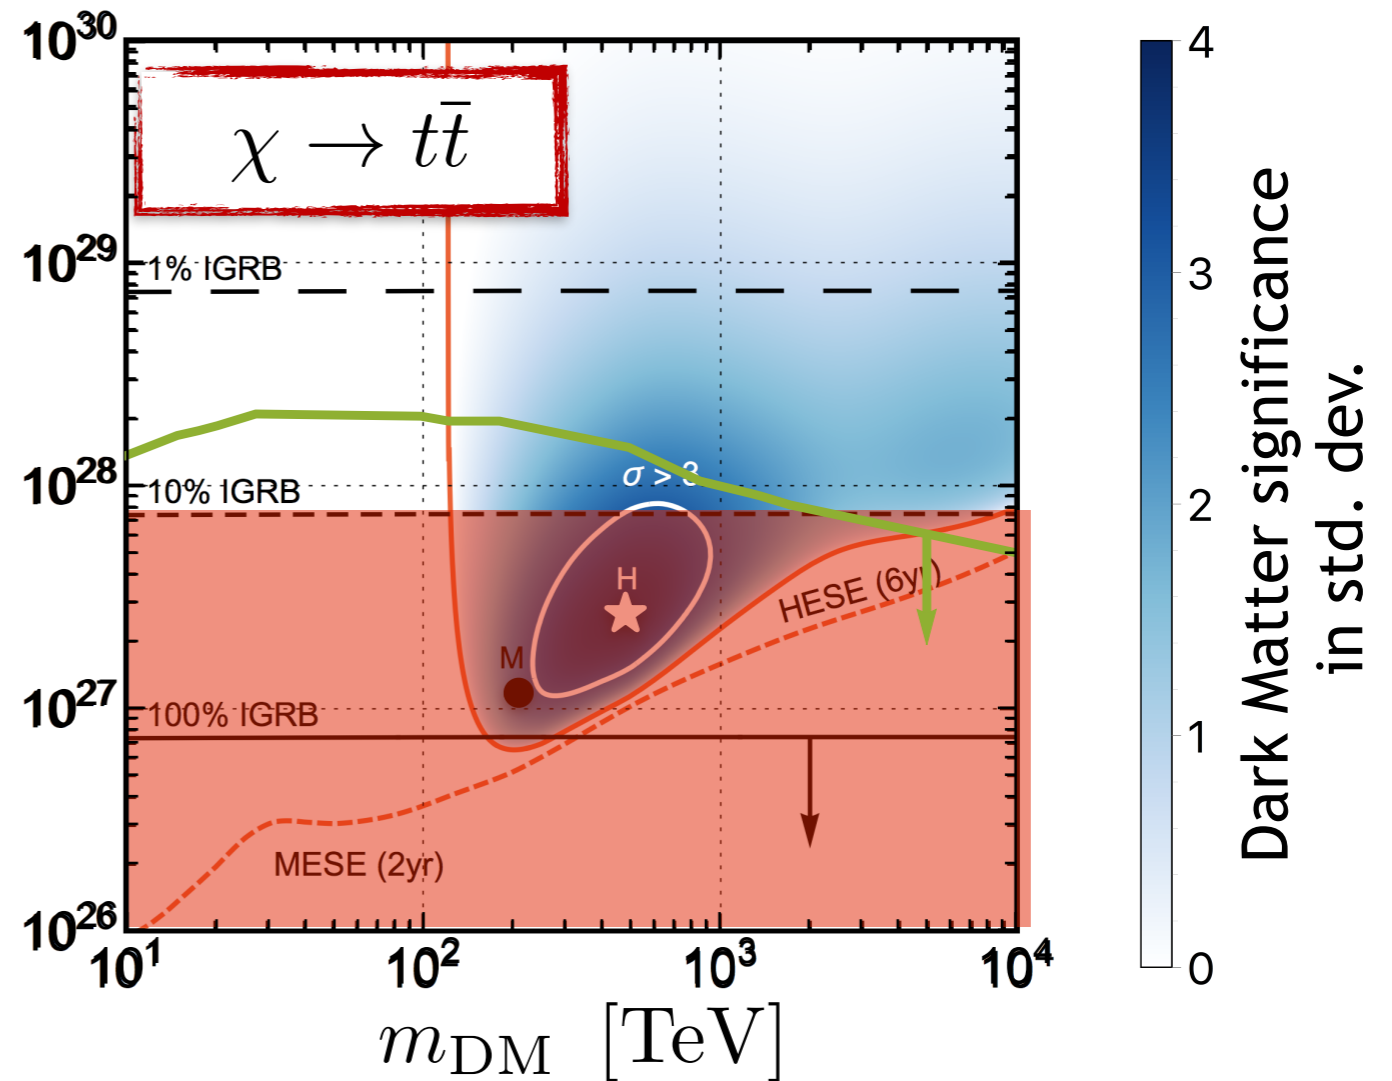 10^30
10^29
10^28
10^27
10^26
χ → tt̄
1% IGRB
10% IGRB
100% IGRB
σ > 3
H
M
HESE (6yr)
MESE (2yr)
10^1
10^2
10^3
10^4
m_DM [TeV]
4
3
2
1
0
Dark Matter significance
in std. dev.